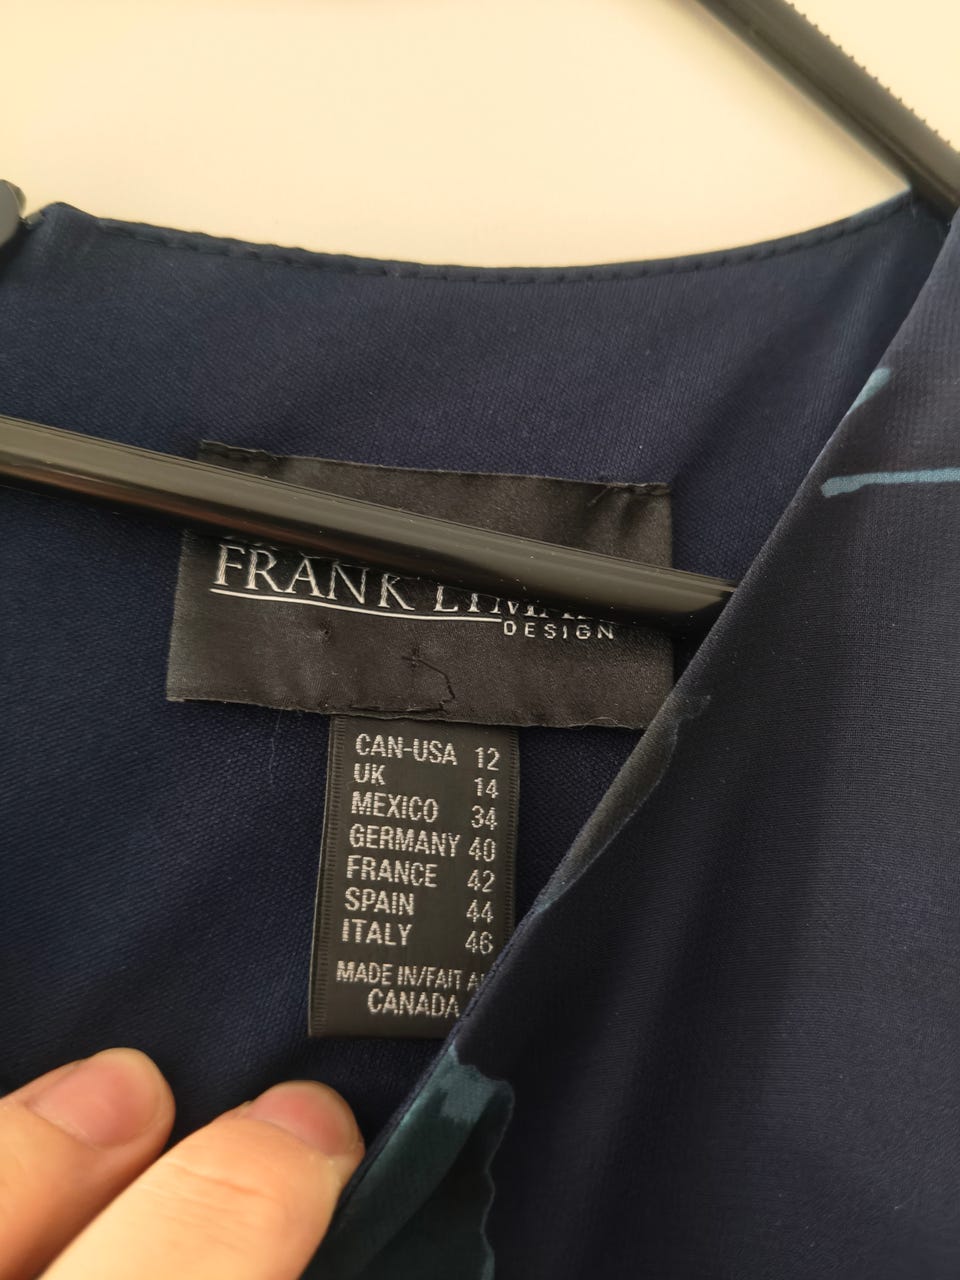 FRANK
DESIGN
CAN-USA 12
UK 14
MEXICO 34
GERMANY 40
FRANCE 42
SPAIN 44
ITALY 46
MADE IN/FAIT
CANADA